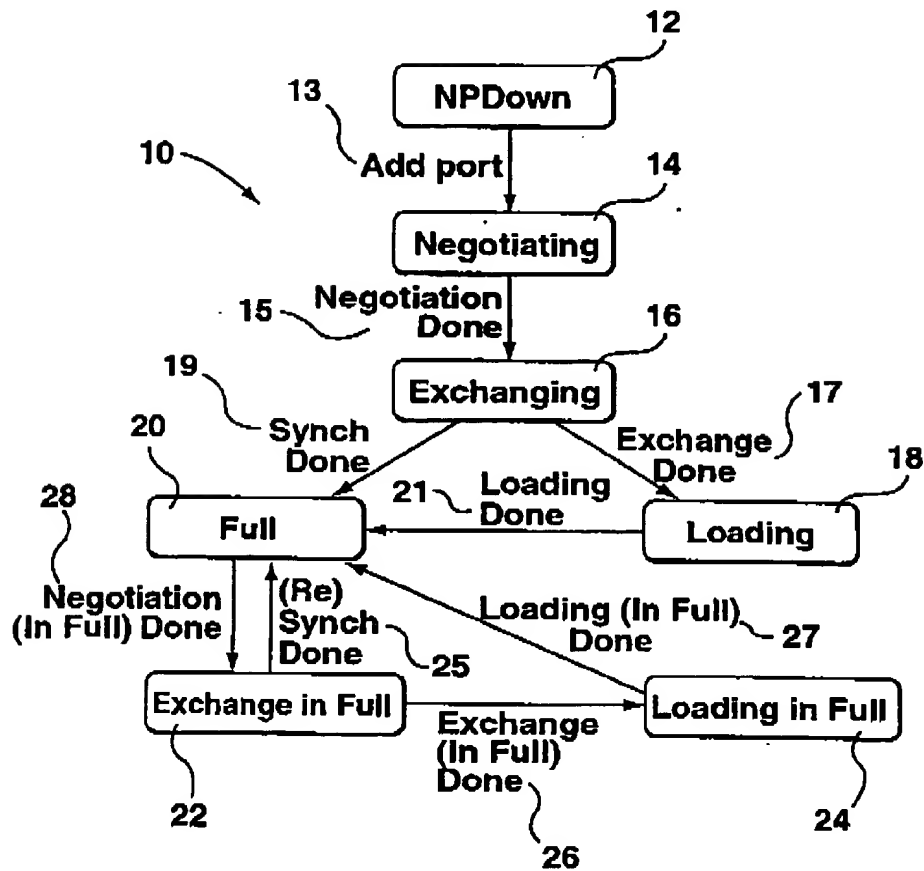 12
NPDown
13
Add port
10
14
Negotiating
Negotiation
Done
15
16
Exchanging
19
Synch
Done
17
Exchange
Done
20
18
21
Loading
Done
Full
Loading
28
Negotiation
(In Full) Done
(Re)
Synch
Done
25
Loading (In Full)
Done
27
Exchange in Full
Loading in Full
Exchange
(In Full)
Done
22
24
26